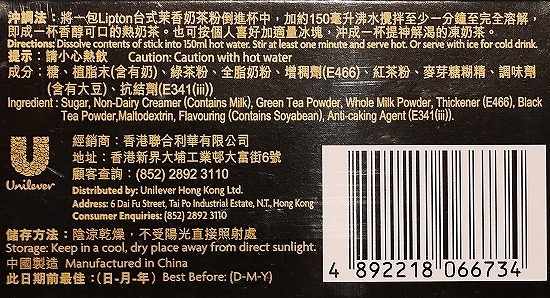 沖調法：將一包Lipton台式茉香奶茶粉倒進杯中，加約150毫升沸水攪拌至少一分鐘至完全溶解，
即成一杯香醇可口的熱奶茶。也可按個人喜好加適量冰塊，沖成一杯提神解渴的凍奶茶。
Directions: Dissolve contents of stick into 150ml hot water. Stir at least one minute and serve hot. Or serve with ice for cold drink.
提示：請小心熱飲 Caution: Caution with hot water
成分：糖、植脂末(含有奶)、綠茶粉、全脂奶粉、增稠劑(E466)、紅茶粉、麥芽糖糊精、調味劑
(含有大豆)、抗結劑(E341(iii))
Ingredient : Sugar, Non-Dairy Creamer (Contains Milk), Green Tea Powder, Whole Milk Powder, Thickener (E466), Black
Tea Powder,Maltodextrin, Flavouring (Contains Soyabean), Anti-caking Agent (E341(iii)).
Unilever
經銷商：香港聯合利華有限公司
地址：香港新界大埔工業邨大富街6號
顧客查詢：(852) 2892 3110
Distributed by: Unilever Hong Kong Ltd.
Address: 6 Dai Fu Street, Tai Po Industrial Estate, N.T., Hong Kong
Consumer Enquiries: (852) 2892 3110
儲存方法：陰涼乾燥，不受陽光直接照射處
Storage: Keep in a cool, dry place away from direct sunlight.
中國製造 Manufactured in China
此日期前最佳：(日-月-年) Best Before: (D-M-Y)
4 892218 066734